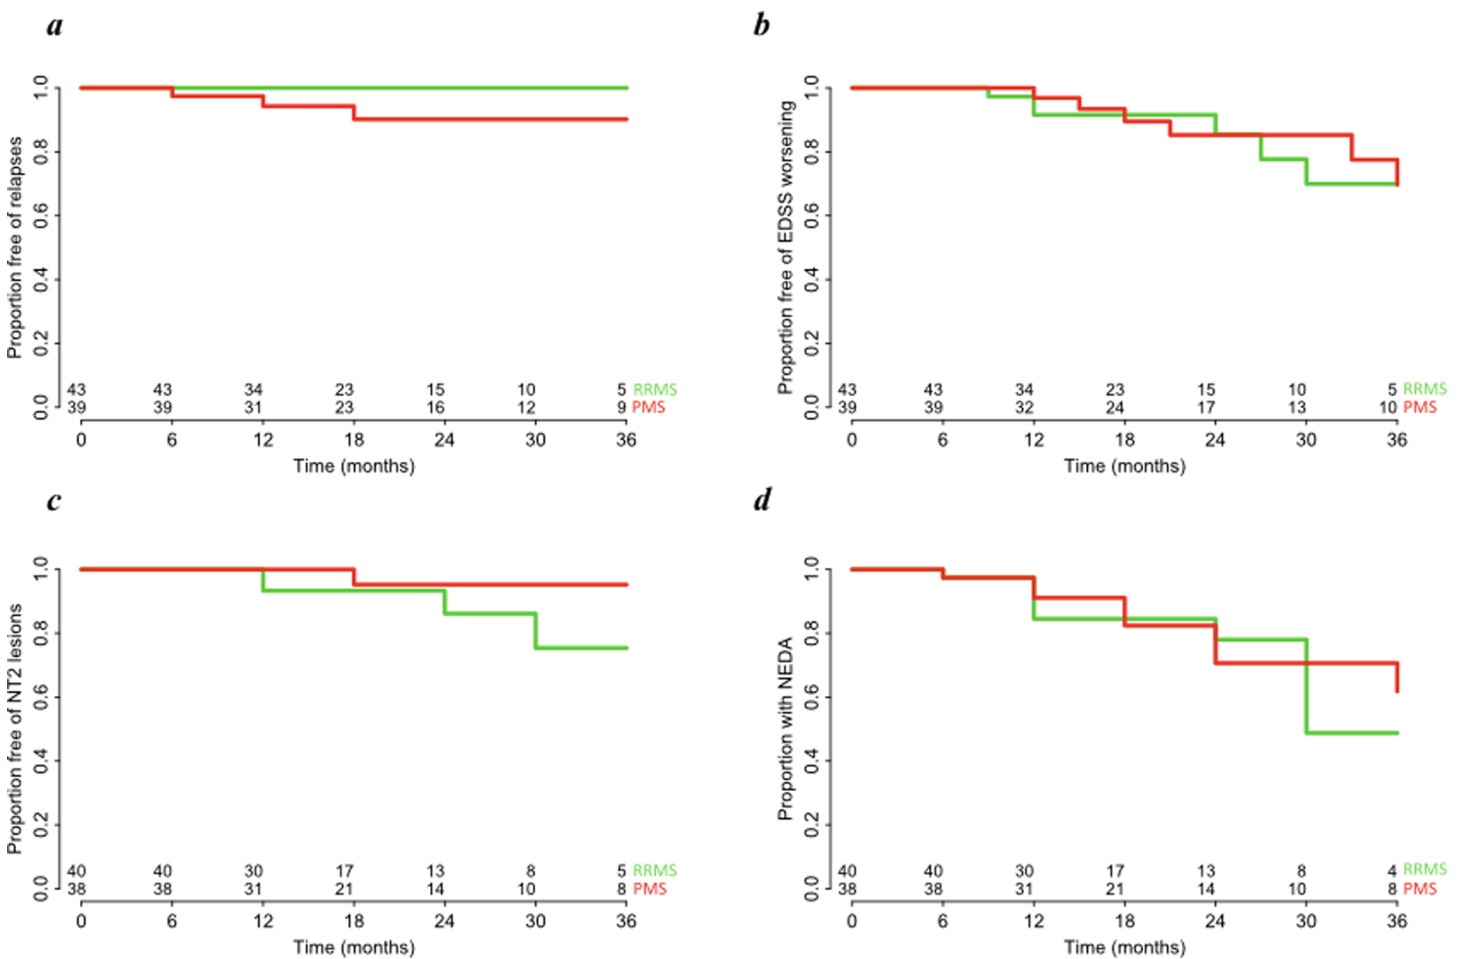 a
Proportion free of relapses
1.0
0.8
0.6
0.4
0.2
0.0
43 43 34 23 15 10 5 RRMS
39 39 31 23 16 12 9 PMS
0 6 12 18 24 30 36
Time (months)
b
Proportion free of EDSS worsening
1.0
0.8
0.6
0.4
0.2
0.0
43 43 34 23 15 10 5 RRMS
39 39 32 24 17 13 10 PMS
0 6 12 18 24 30 36
Time (months)
c
Proportion free of NT2 lesions
1.0
0.8
0.6
0.4
0.2
0.0
40 40 30 17 13 8 5 RRMS
38 38 31 21 14 10 8 PMS
0 6 12 18 24 30 36
Time (months)
d
Proportion with NEDA
1.0
0.8
0.6
0.4
0.2
0.0
40 40 30 17 13 8 4 RRMS
38 38 31 21 14 10 8 PMS
0 6 12 18 24 30 36
Time (months)